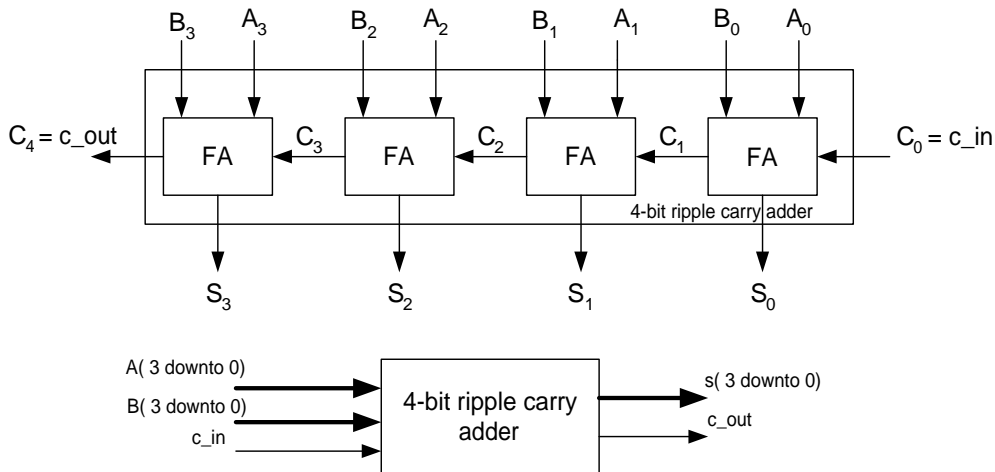 B₃ A₃ B₂ A₂ B₁ A₁ B₀ A₀
C₄ = c_out FA C₃ FA C₂ FA C₁ FA C₀ = c_in
4-bit ripple carry adder
S₃ S₂ S₁ S₀
A( 3 downto 0)
B( 3 downto 0)
c_in
4-bit ripple carry
adder
s( 3 downto 0)
c_out